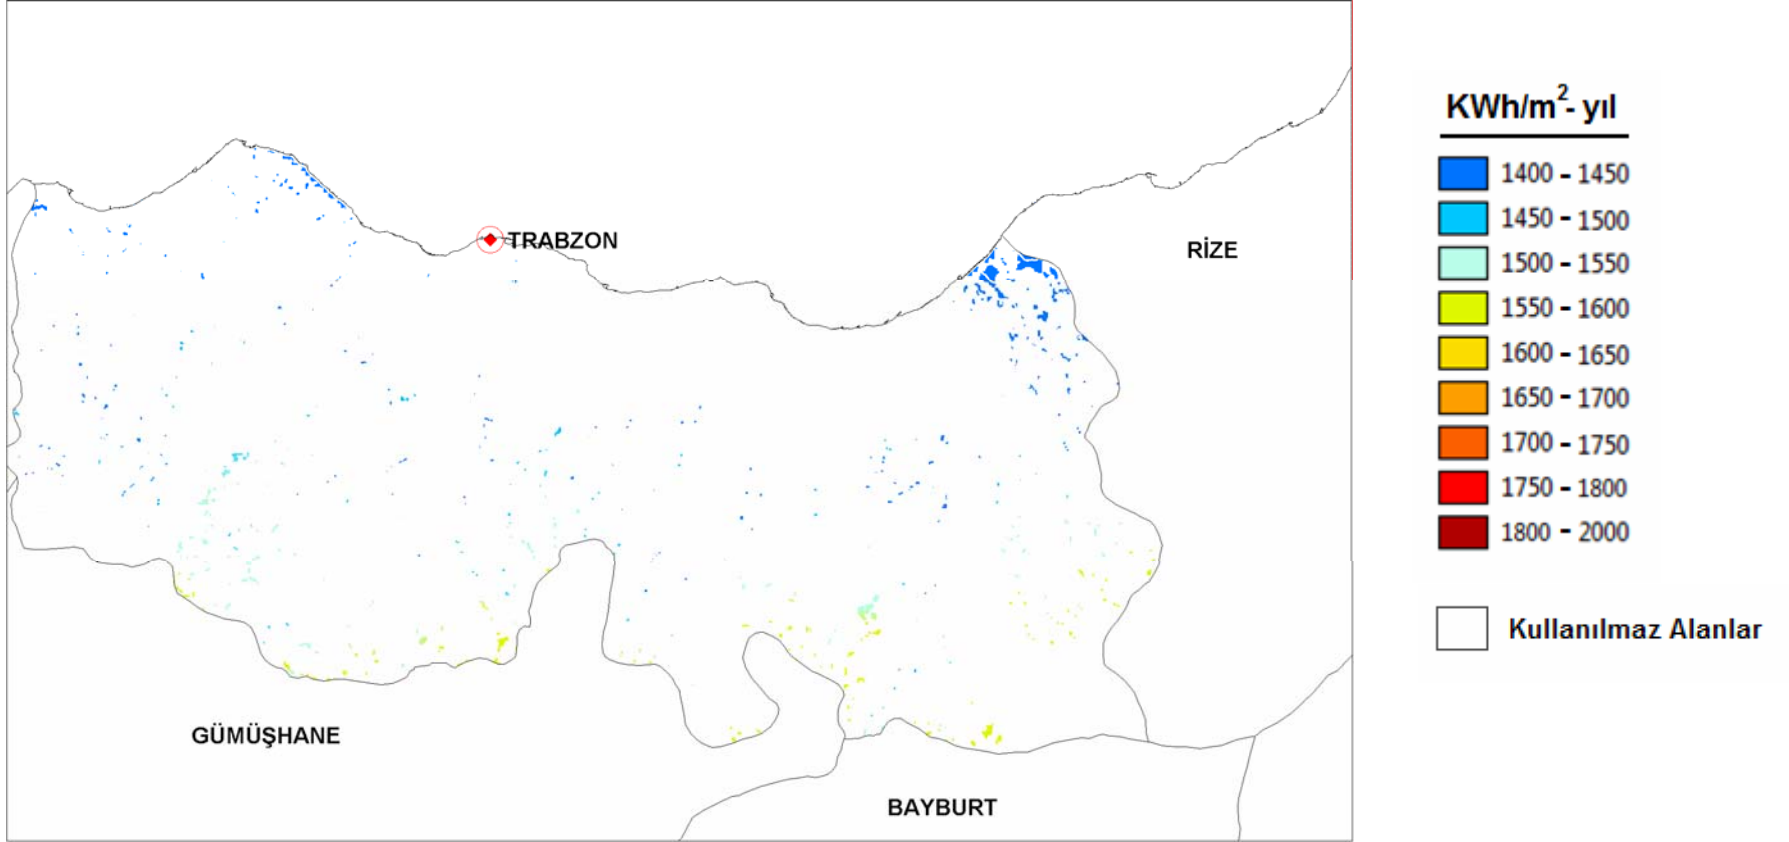 TRABZON
RİZE
GÜMÜŞHANE
BAYBURT
KWh/m²- yıl
1400 - 1450
1450 - 1500
1500 - 1550
1550 - 1600
1600 - 1650
1650 - 1700
1700 - 1750
1750 - 1800
1800 - 2000
Kullanılmaz Alanlar